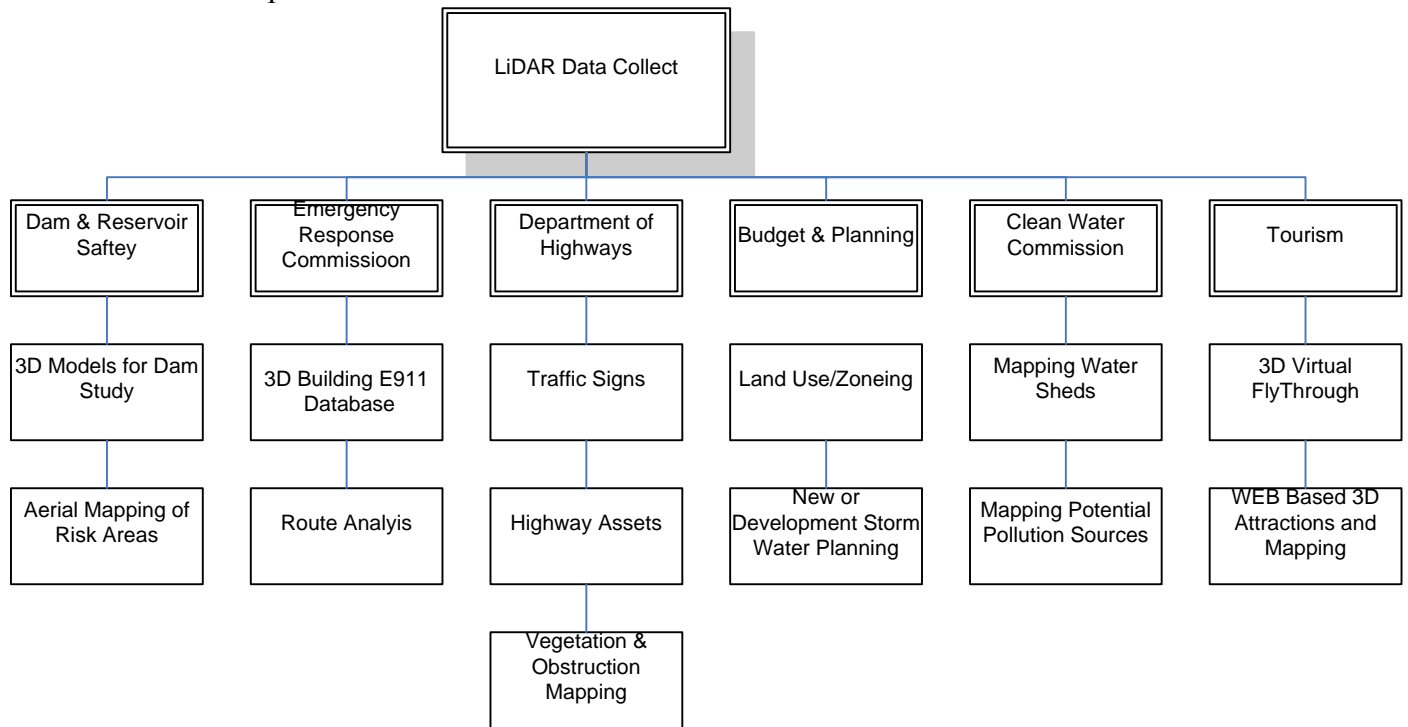 LiDAR Data Collect
Dam & Reservoir
Saftey
Emergency
Response
Commissioon
Department of
Highways
Budget & Planning
Clean Water
Commission
Tourism
3D Models for Dam
Study
3D Building E911
Database
Traffic Signs
Land Use/Zoneing
Mapping Water
Sheds
3D Virtual
FlyThrough
Aerial Mapping of
Risk Areas
Route Analyis
Highway Assets
New or
Development Storm
Water Planning
Mapping Potential
Pollution Sources
WEB Based 3D
Attractions and
Mapping
Vegetation &
Obstruction
Mapping